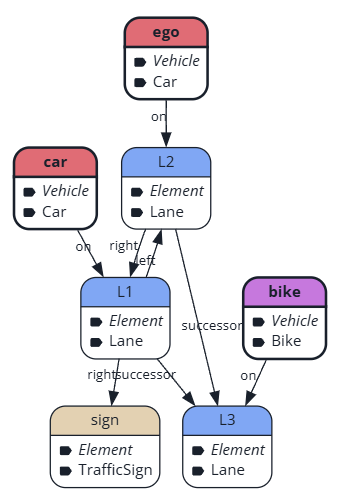 ego
Vehicle
Car
on
car
Vehicle
Car
L2
Element
Lane
on
right
left
L1
Element
Lane
bike
Vehicle
Bike
successor
right
successor
on
sign
Element
TrafficSign
L3
Element
Lane